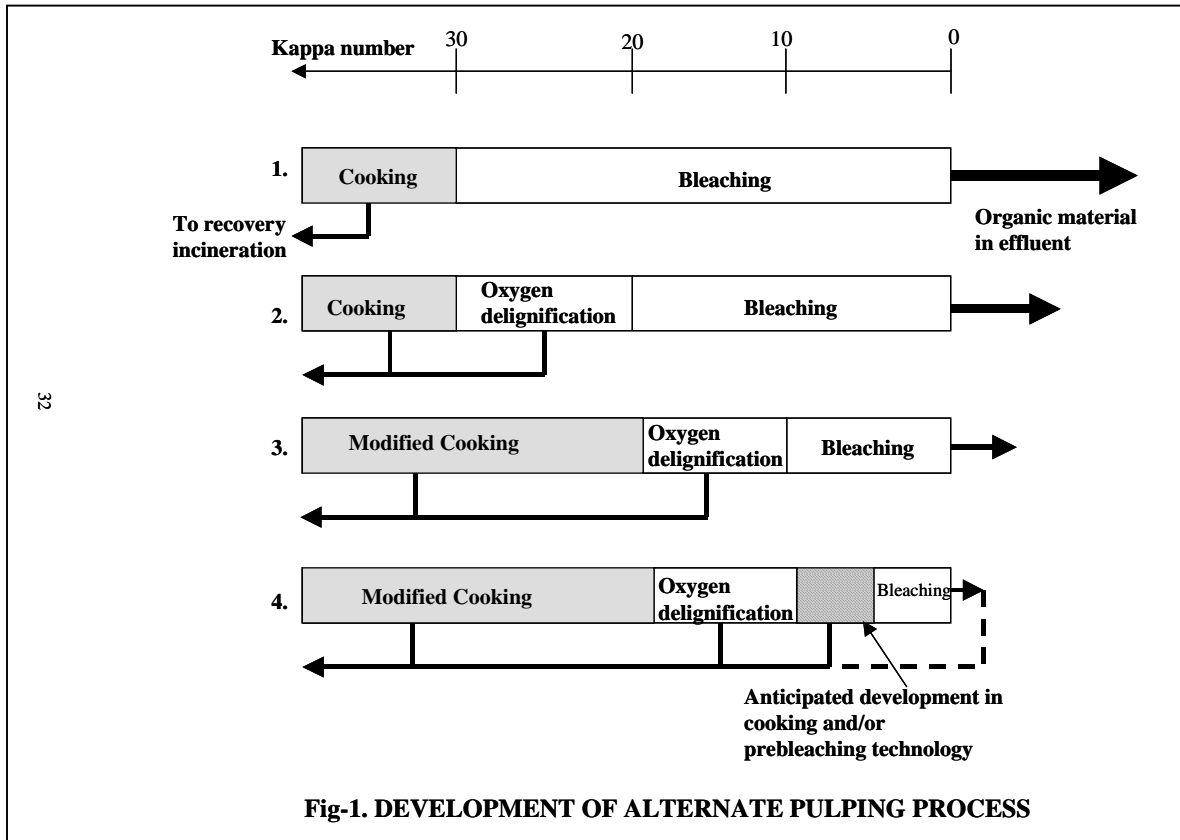 Kappa number
30
20
10
0
1.
Cooking
Bleaching
To recovery
incineration
Organic material
in effluent
2.
Cooking
Oxygen
delignification
Bleaching
3.
Modified Cooking
Oxygen
delignification
Bleaching
4.
Modified Cooking
Oxygen
delignification
Bleaching
Anticipated development in
cooking and/or
prebleaching technology
32
Fig-1. DEVELOPMENT OF ALTERNATE PULPING PROCESS